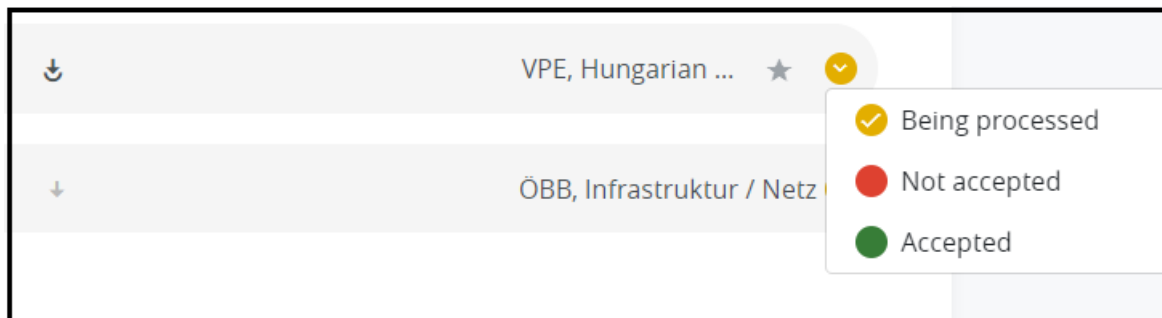 VPE, Hungarian ...
Being processed
Not accepted
ÖBB, Infrastruktur / Netz
Accepted